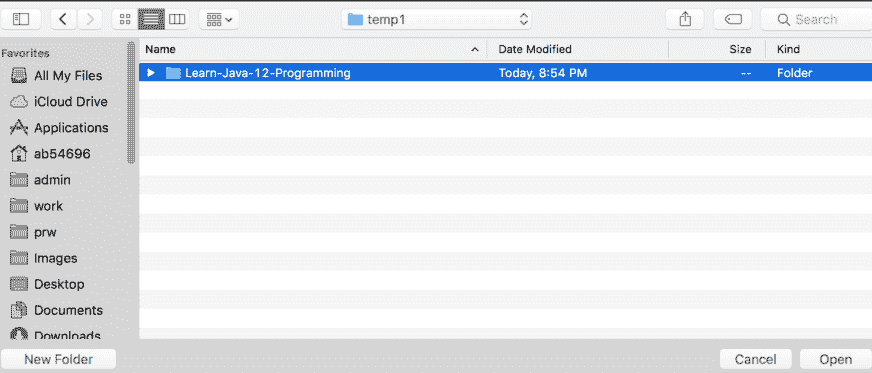 temp1
Search
Favorites
Name Date Modified Size Kind
All My Files
Learn-Java-12-Programming Today, 8:54 PM -- Folder
iCloud Drive
Applications
ab54696
admin
work
prw
Images
Desktop
Documents
Downloads
New Folder Cancel Open